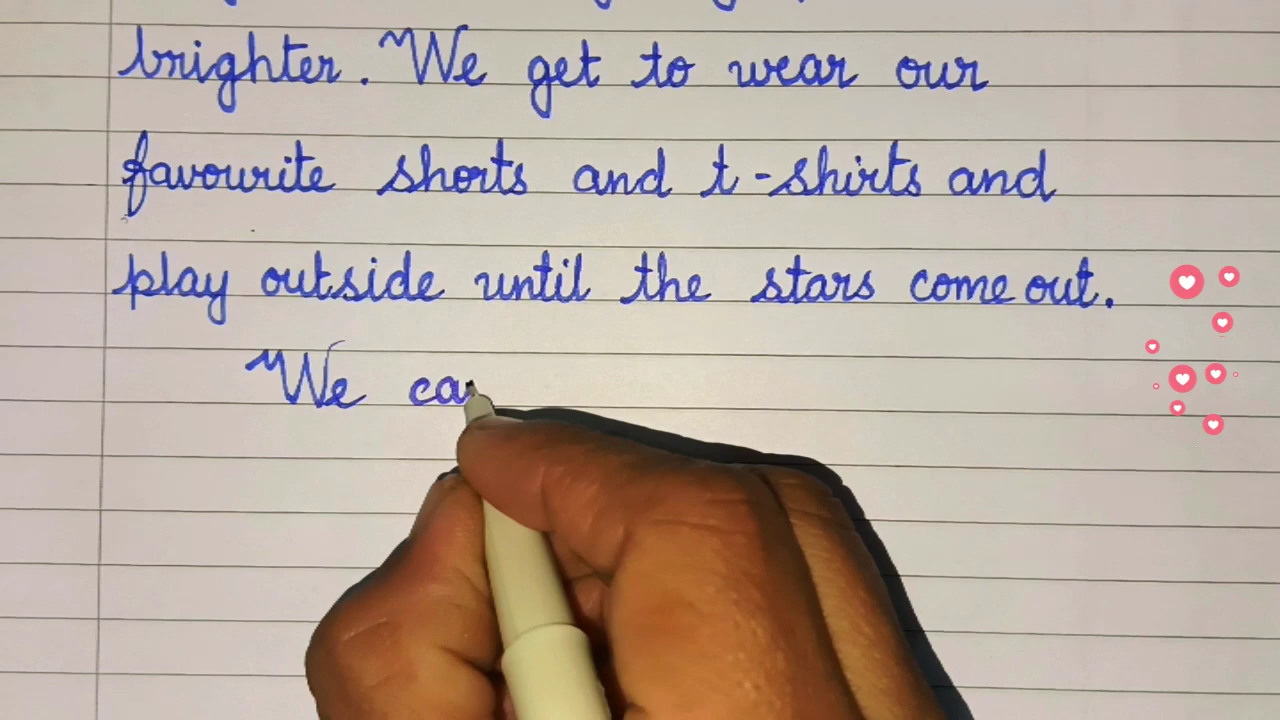 brighter. We get to wear our
favourite shorts and t-shirts and
play outside until the stars come out.
We ca